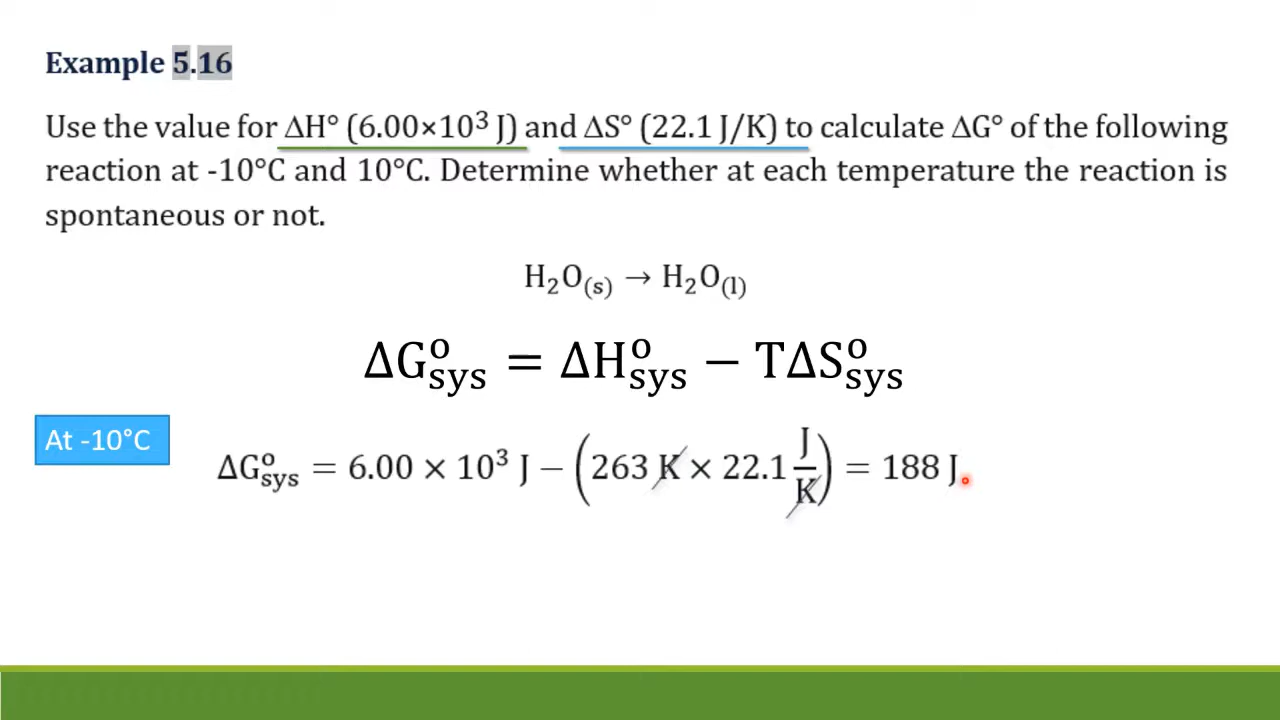 Example 5.16
Use the value for ΔH° (6.00×10³ J) and ΔS° (22.1 J/K) to calculate ΔG° of the following
reaction at -10°C and 10°C. Determine whether at each temperature the reaction is
spontaneous or not.
H₂O₍s₎ → H₂O₍l₎
ΔG°sys = ΔH°sys − TΔS°sys
At -10°C
ΔG°sys = 6.00 × 10³ J − (263 K × 22.1 J/K) = 188 J